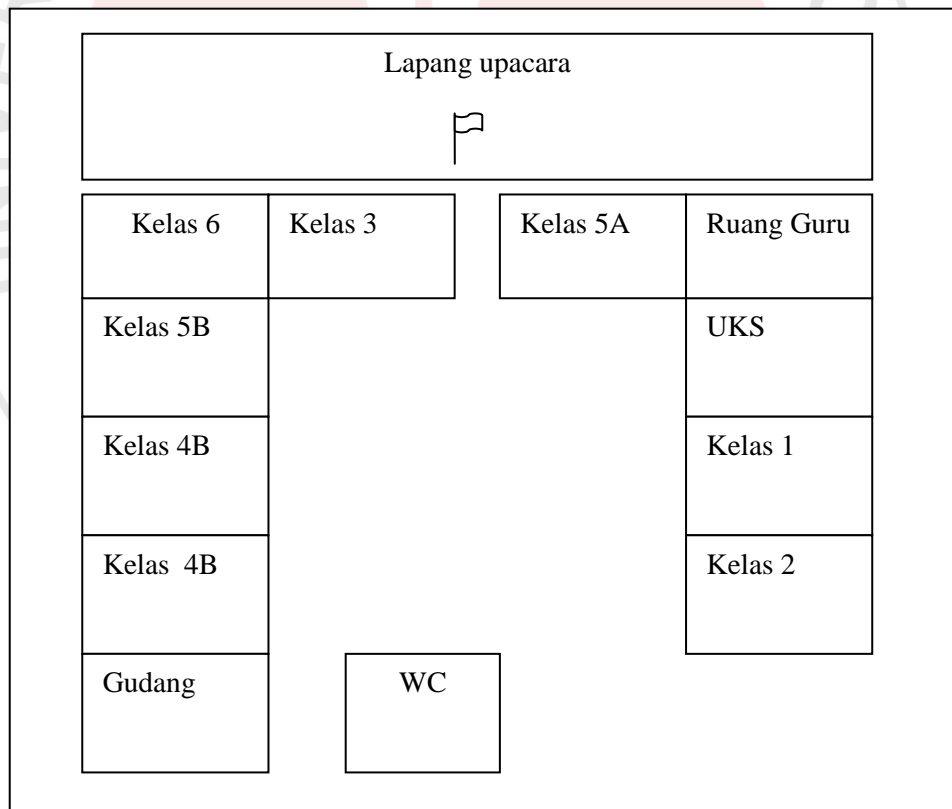 Lapang upacara
Kelas 6
Kelas 3
Kelas 5A
Ruang Guru
Kelas 5B
UKS
Kelas 4B
Kelas 1
Kelas 4B
Kelas 2
Gudang
WC